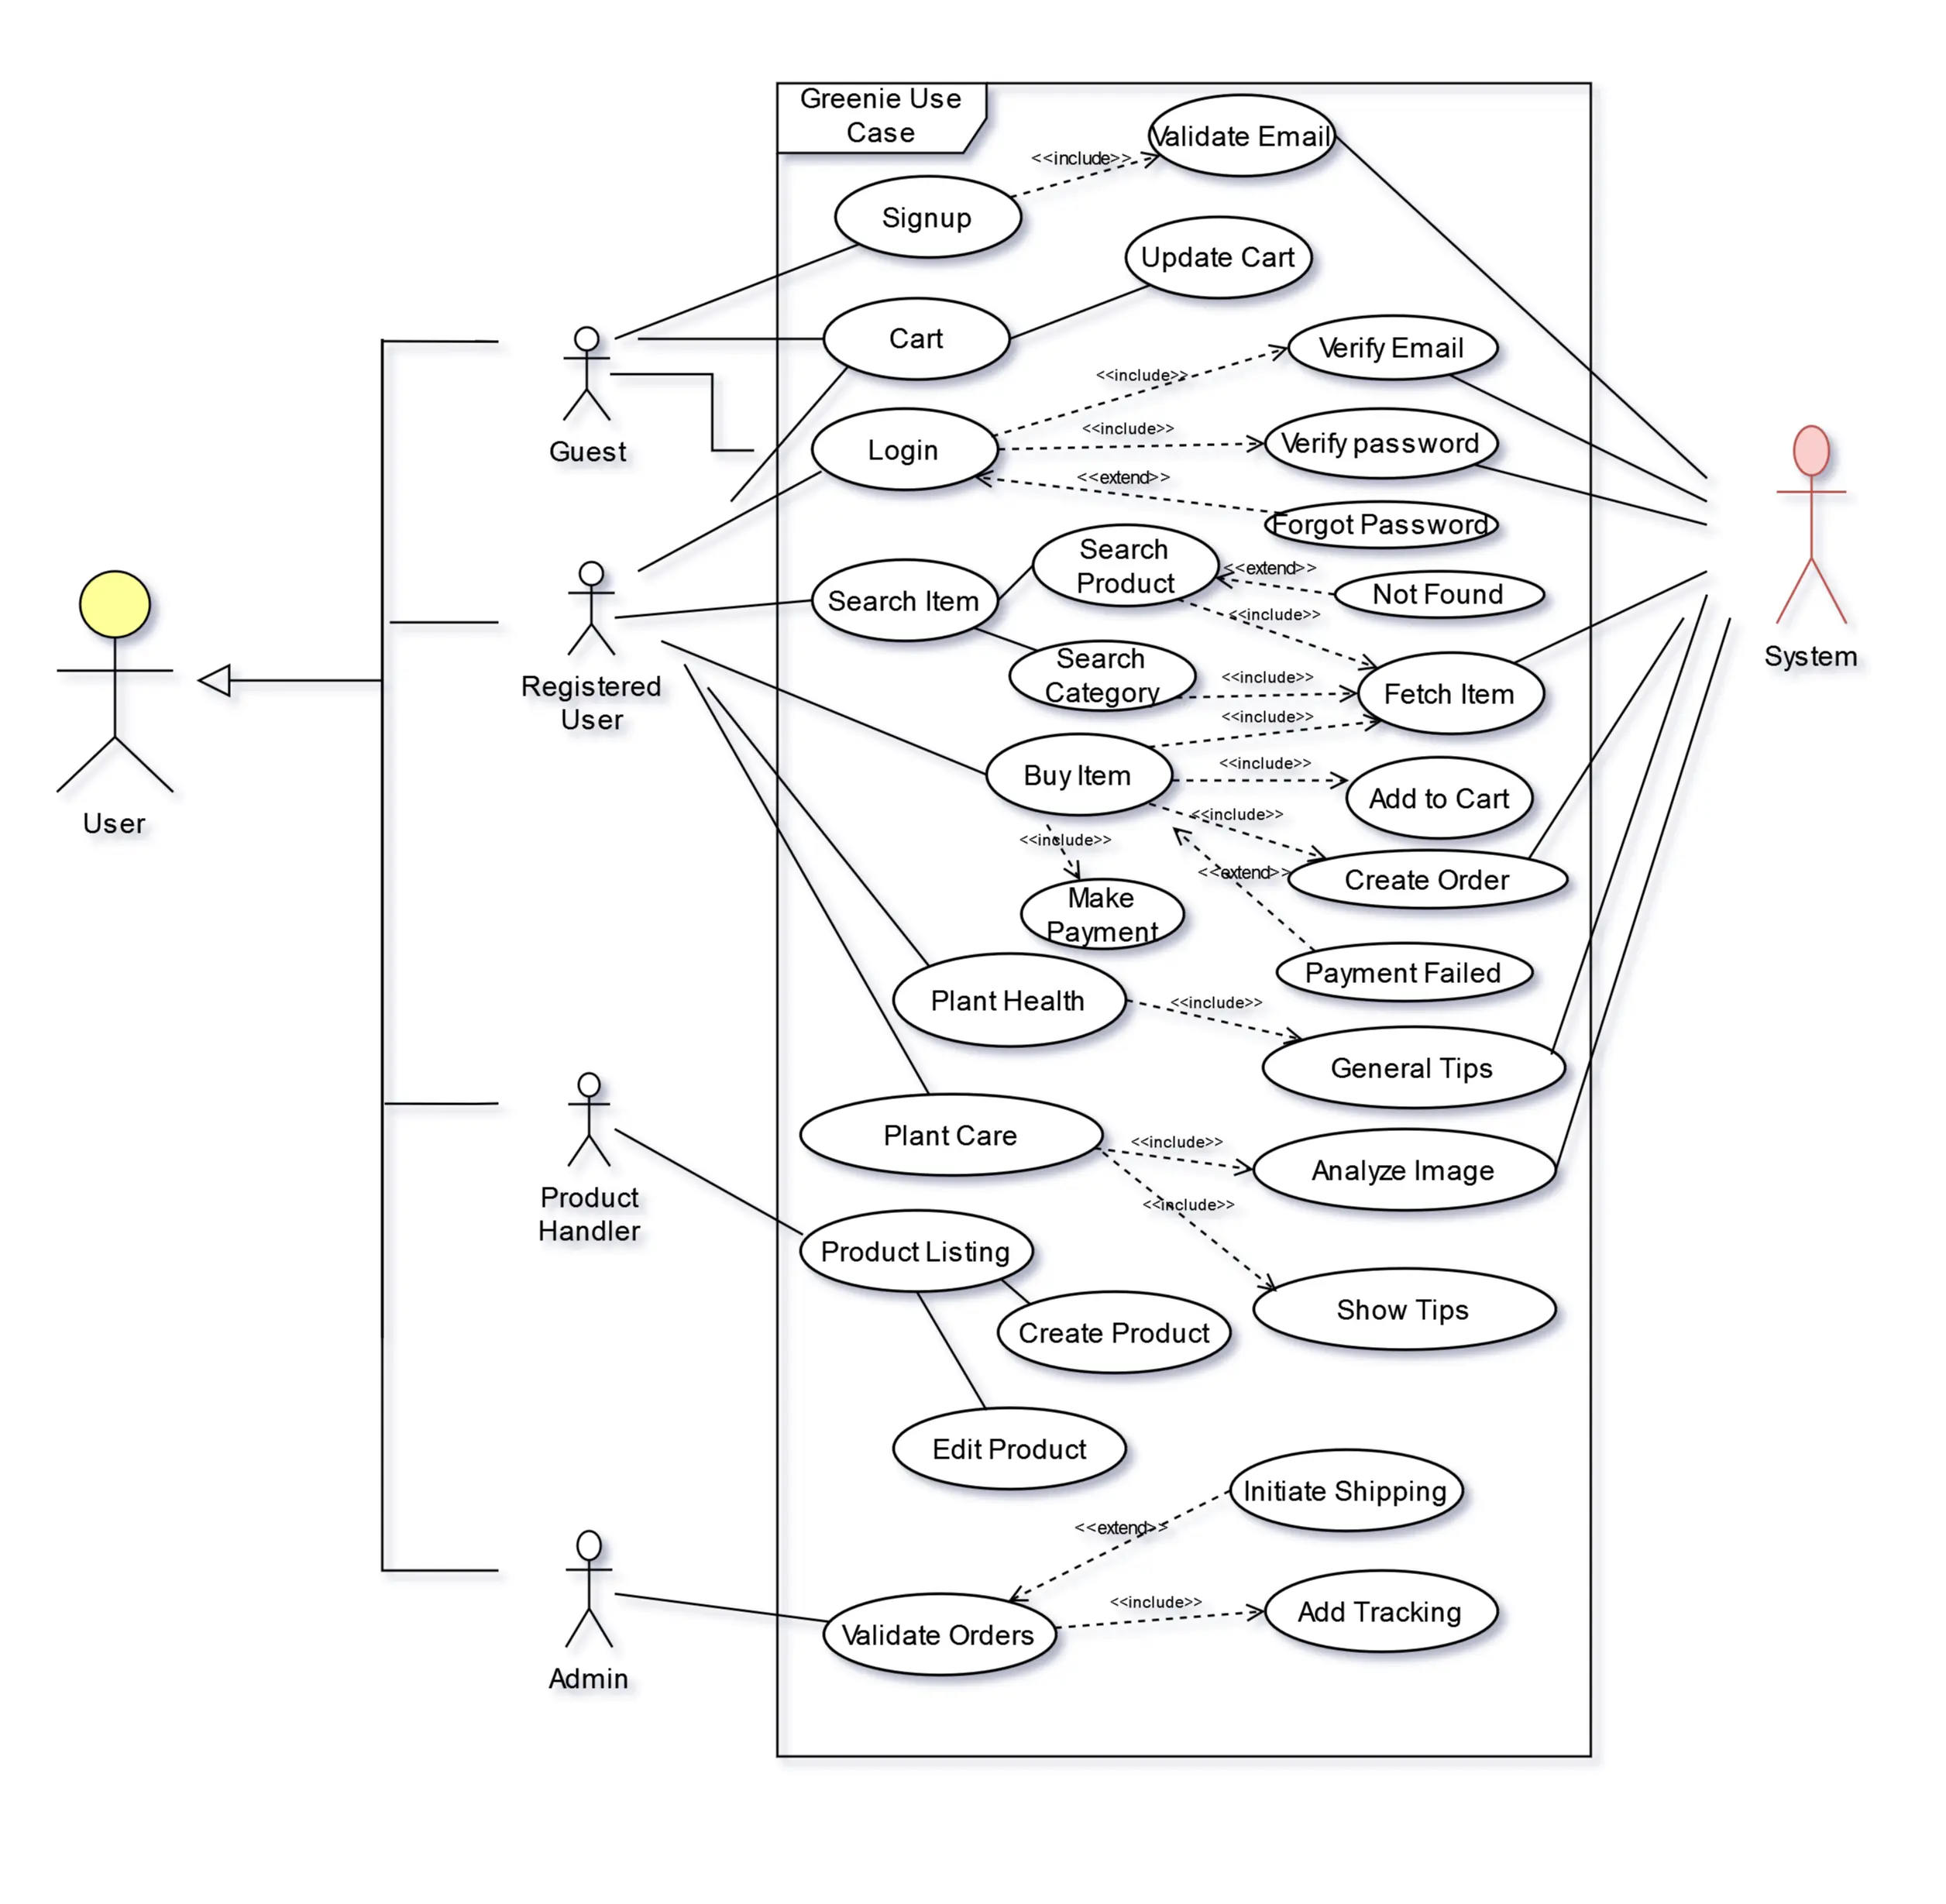 Greenie Use
Case
Validate Email
<<include>>
Signup
Update Cart
Cart
Verify Email
<<include>>
<<include>>
Verify password
Login
Guest
<<extend>>
Forgot Password
Search
Product
<<extend>>
Not Found
Search Item
<<include>>
System
Search
Category
<<include>>
Fetch Item
Registered
User
<<include>>
<<include>>
Buy Item
Add to Cart
User
<<include>>
<<include>>
<<extend>>
Create Order
Make
Payment
Payment Failed
Plant Health
<<include>>
General Tips
Plant Care
<<include>>
Analyze Image
<<include>>
Product
Handler
Product Listing
Show Tips
Create Product
Edit Product
Initiate Shipping
<<extend>>
<<include>>
Add Tracking
Validate Orders
Admin